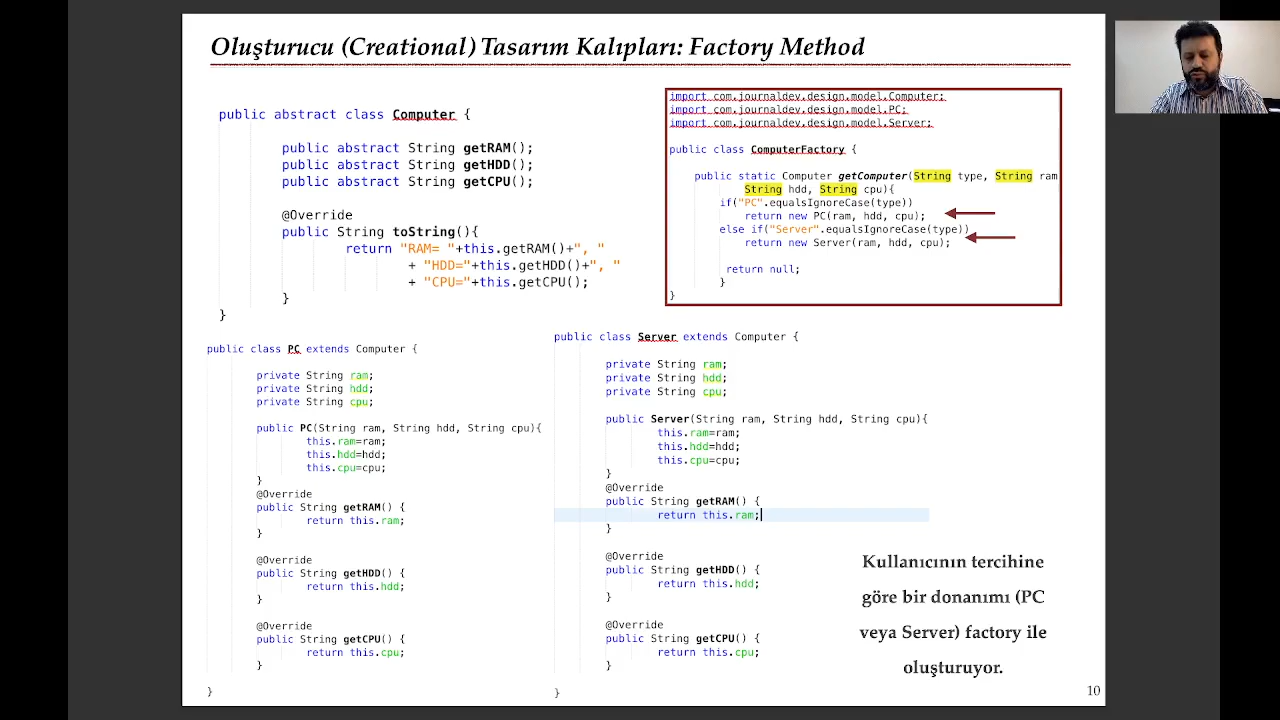 Oluşturucu (Creational) Tasarım Kalıpları: Factory Method
public abstract class Computer {
public abstract String getRAM();
public abstract String getHDD();
public abstract String getCPU();
@Override
public String toString(){
return "RAM= "+this.getRAM()+", "
+ "HDD="+this.getHDD()+", "
+ "CPU="+this.getCPU();
}
}
import com.journaldev.design.model.Computer;
import com.journaldev.design.model.PC;
import com.journaldev.design.model.Server;
public class ComputerFactory {
public static Computer getComputer(String type, String ram
String hdd, String cpu){
if("PC".equalsIgnoreCase(type))
return new PC(ram, hdd, cpu);
else if("Server".equalsIgnoreCase(type))
return new Server(ram, hdd, cpu);
return null;
}
}
public class PC extends Computer {
private String ram;
private String hdd;
private String cpu;
public PC(String ram, String hdd, String cpu){
this.ram=ram;
this.hdd=hdd;
this.cpu=cpu;
}
@Override
public String getRAM() {
return this.ram;
}
@Override
public String getHDD() {
return this.hdd;
}
@Override
public String getCPU() {
return this.cpu;
}
}
public class Server extends Computer {
private String ram;
private String hdd;
private String cpu;
public Server(String ram, String hdd, String cpu){
this.ram=ram;
this.hdd=hdd;
this.cpu=cpu;
}
@Override
public String getRAM() {
return this.ram;
}
@Override
public String getHDD() {
return this.hdd;
}
@Override
public String getCPU() {
return this.cpu;
}
}
Kullanıcının tercihine
göre bir donanımı (PC
veya Server) factory ile
oluşturuyor.
10